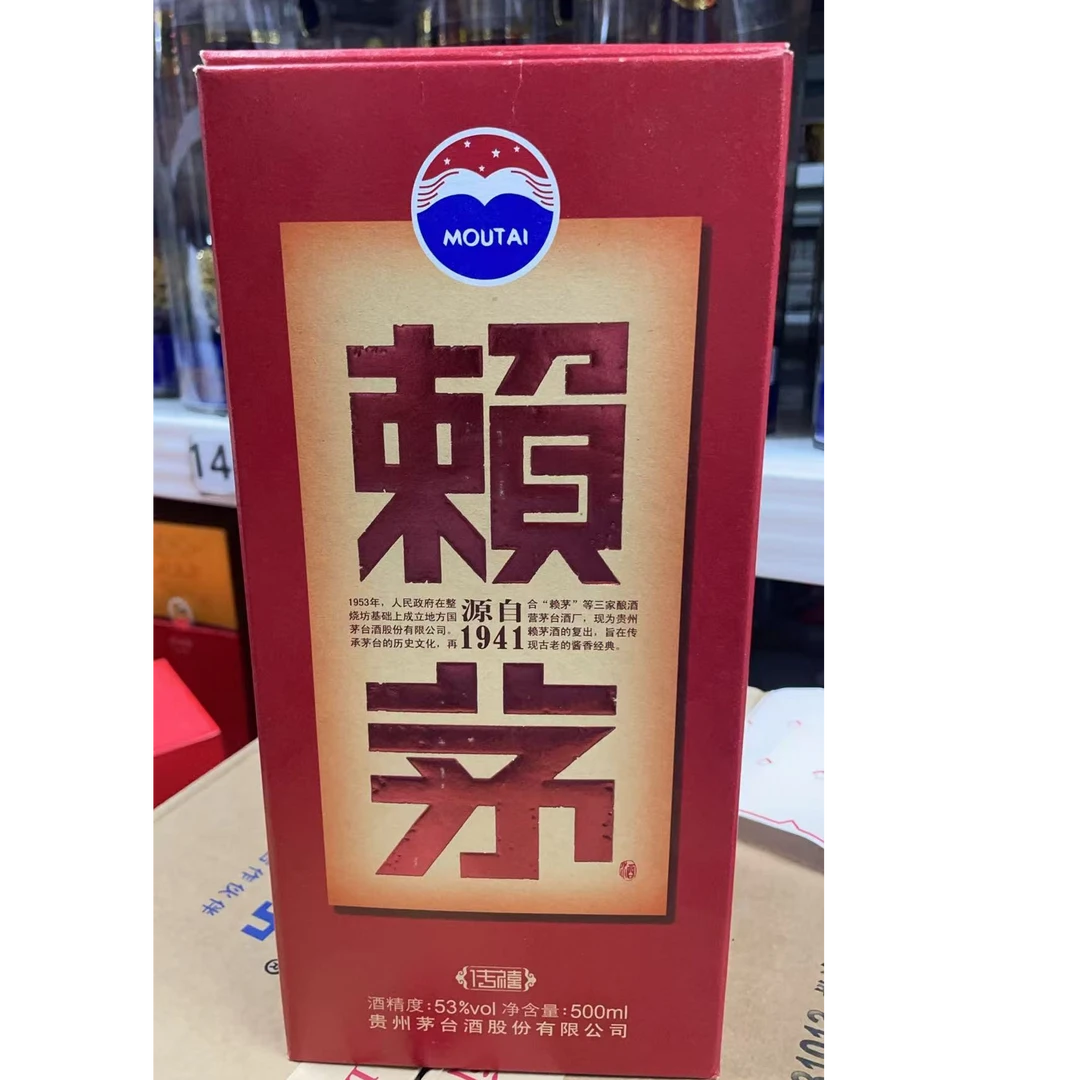 MOUTAI
賴
1953年，人民政府在整 源自 合“赖茅”等三家酿酒
烧坊基础上成立地方国 1941 营茅台酒厂，现为贵州
茅台酒股份有限公司。 赖茅酒的复出，旨在传
承茅台的历史文化，再 现古老的酱香经典。
茅
传禧
酒精度:53%vol 净含量:500ml
贵州茅台酒股份有限公司
14
合作伙伴